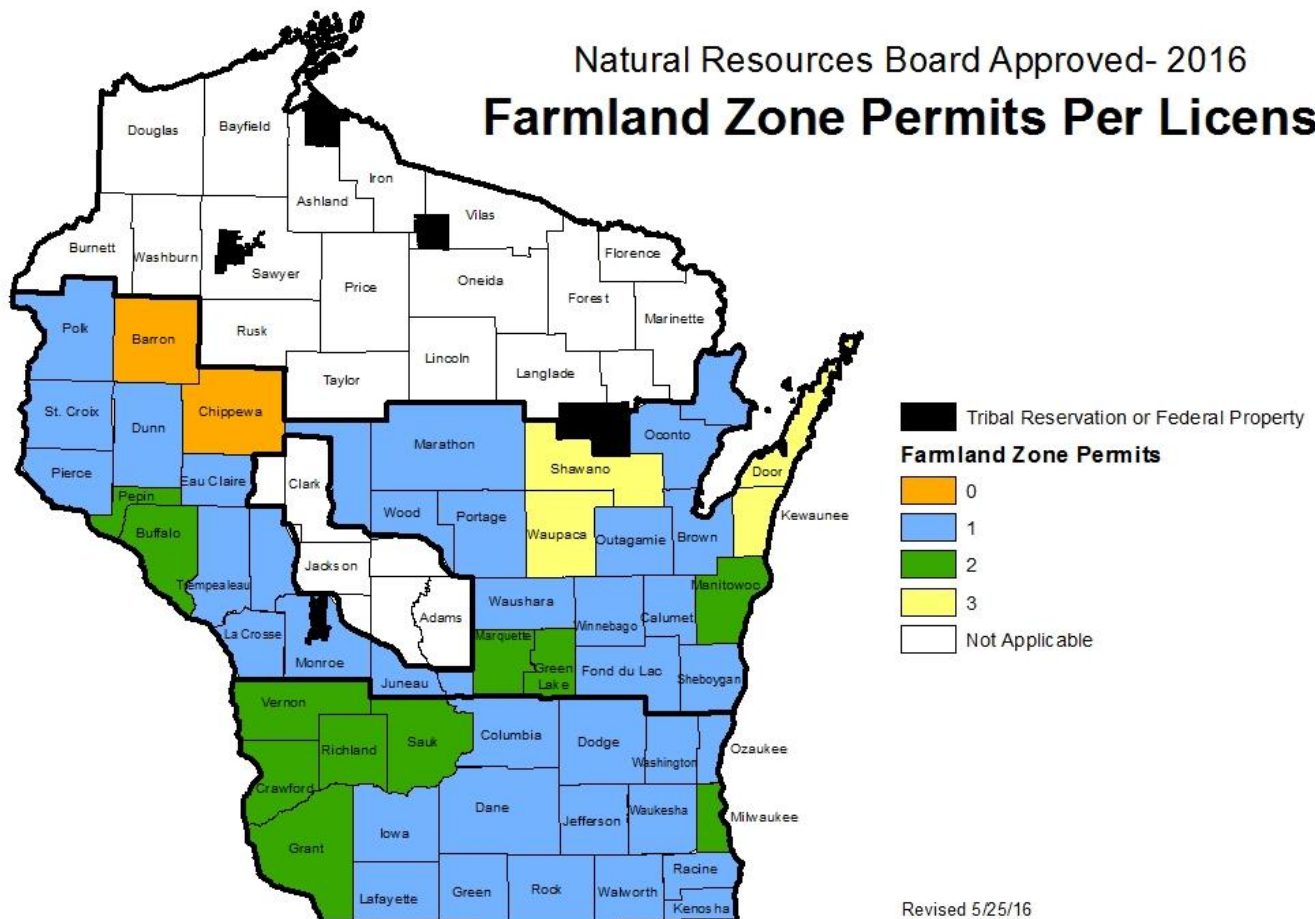 Natural Resources Board Approved- 2016
Farmland Zone Permits Per Licens
Douglas
Bayfield
Iron
Ashland
Vilas
Burnett
Washburn
Sawyer
Florence
Price
Oneida
Forest
Marinette
Polk
Barron
Rusk
Lincoln
Langlade
Taylor
Chippewa
St. Croix
Dunn
Marathon
Oconto
Pierce
Eau Claire
Clark
Shawano
Door
Pepin
Wood
Portage
Waupaca
Outagamie
Brown
Kewaunee
Buffalo
Jackson
Trempealeau
Adams
Waushara
Winnebago
Calumet
Manitowoc
La Crosse
Monroe
Juneau
Marquette
Green
Lake
Fond du Lac
Sheboygan
Vernon
Richland
Sauk
Columbia
Dodge
Washington
Ozaukee
Crawford
Dane
Jefferson
Waukesha
Milwaukee
Grant
Iowa
Lafayette
Green
Rock
Walworth
Racine
Kenosha
Tribal Reservation or Federal Property
Farmland Zone Permits
0
1
2
3
Not Applicable
Revised 5/25/16